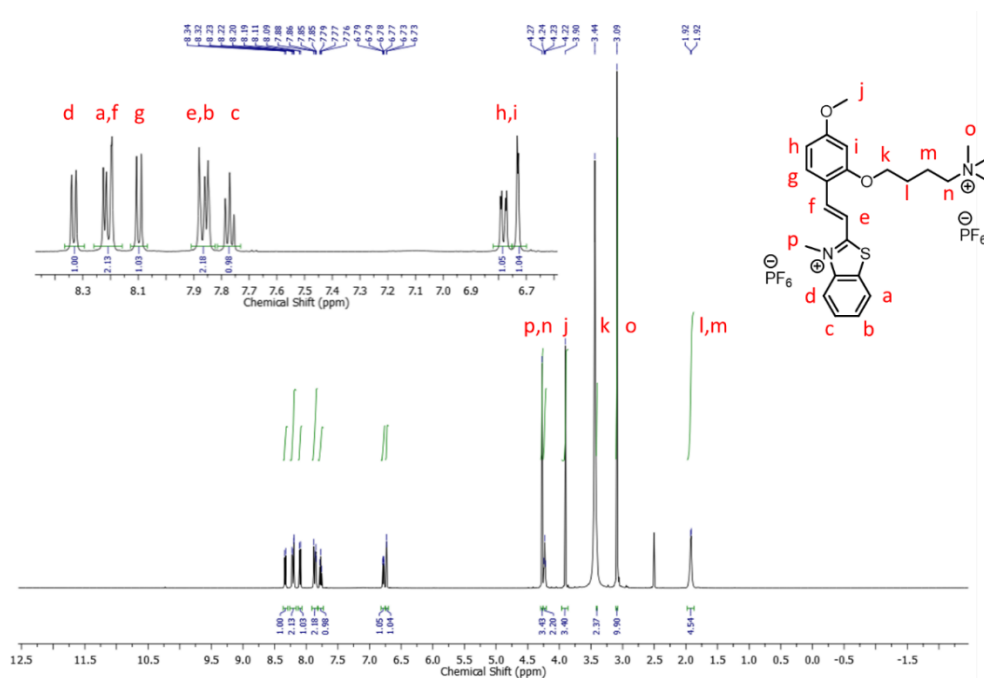 8.34 8.32 8.23 8.22 8.20 8.19 8.11 8.09 7.88 7.86 7.85 7.85 7.79 7.77 7.76 6.79 6.79 6.78 6.77 6.73 6.73
4.27 4.24 4.23 4.22 3.90 3.44 3.09 1.92 1.92
d a,f g e,b c h,i
1.00 2.13 1.03 2.18 0.98 1.05 1.04
8.3 8.1 7.9 7.8 7.7 7.6 7.5 7.4 7.3 7.2 7.1 7.0 6.9 6.8 6.7
Chemical Shift (ppm)
O j
h i k m o
g O l N n
⊕
f e
⊖
PF6
p N S
⊕
⊖
PF6
d a
c b
p,n j k o l,m
1.00 2.13 1.03 2.18 0.98 1.05 1.04 3.43 2.20 3.40 2.37 9.90 4.54
12.5 11.5 10.5 9.5 9.0 8.5 8.0 7.5 7.0 6.5 6.0 5.5 5.0 4.5 4.0 3.5 3.0 2.5 2.0 1.5 1.0 0.5 0.0 -0.5 -1.5
Chemical Shift (ppm)